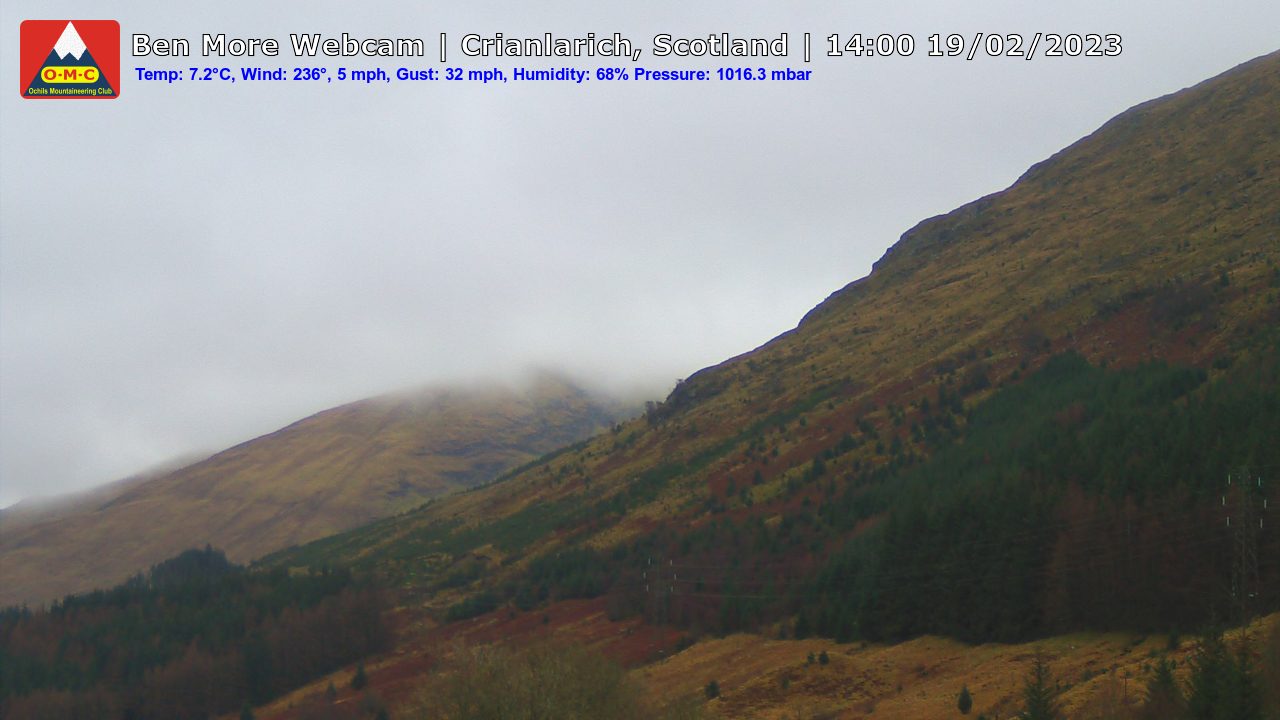 Ben More Webcam | Crianlarich, Scotland | 14:00 19/02/2023
Temp: 7.2°C, Wind: 236°, 5 mph, Gust: 32 mph, Humidity: 68% Pressure: 1016.3 mbar
O-M-C
Ochils Mountaineering Club